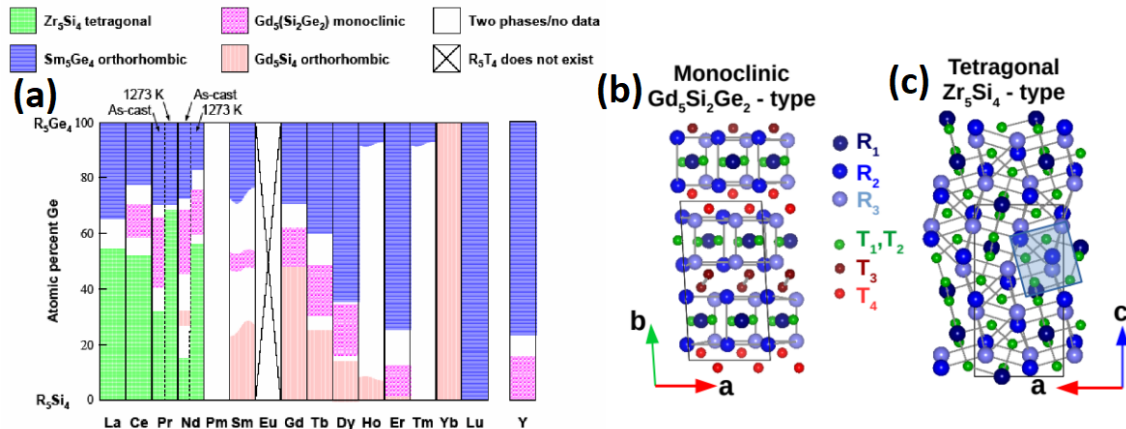 Zr5Si4 tetragonal
Gd5(Si2Ge2) monoclinic
Two phases/no data
Sm5Ge4 orthorhombic
Gd5Si4 orthorhombic
R5T4 does not exist
(a)
1273 K
As-cast
As-cast
1273 K
R5Ge4 100
80
60
40
20
R5Si4 0
Atomic percent Ge
La Ce Pr Nd Pm Sm Eu Gd Tb Dy Ho Er Tm Yb Lu Y
(b)
Monoclinic
Gd5Si2Ge2 - type
R1
R2
R3
T1,T2
T3
T4
b
a
(c)
Tetragonal
Zr5Si4 - type
c
a